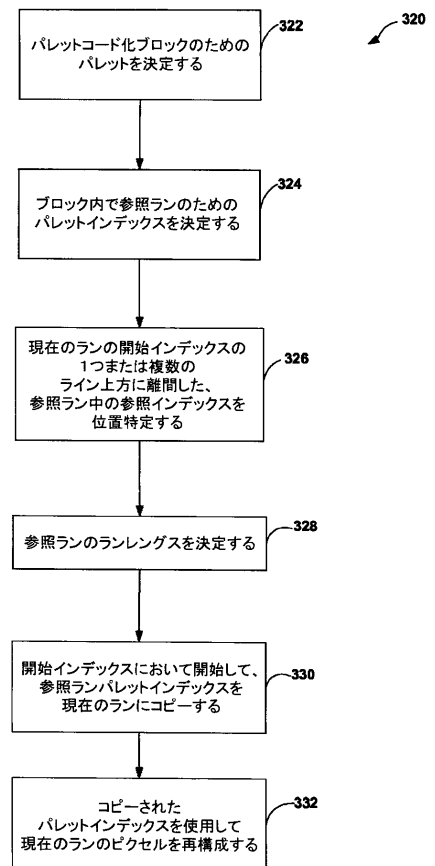 320
パレットコード化ブロックのための
パレットを決定する
322
ブロック内で参照ランのための
パレットインデックスを決定する
324
現在のランの開始インデックスの
1つまたは複数の
ライン上方に離間した、
参照ラン中の参照インデックスを
位置特定する
326
参照ランのランレングスを決定する
328
開始インデックスにおいて開始して、
参照ランパレットインデックスを
現在のランにコピーする
330
コピーされた
パレットインデックスを使用して
現在のランのピクセルを再構成する
332